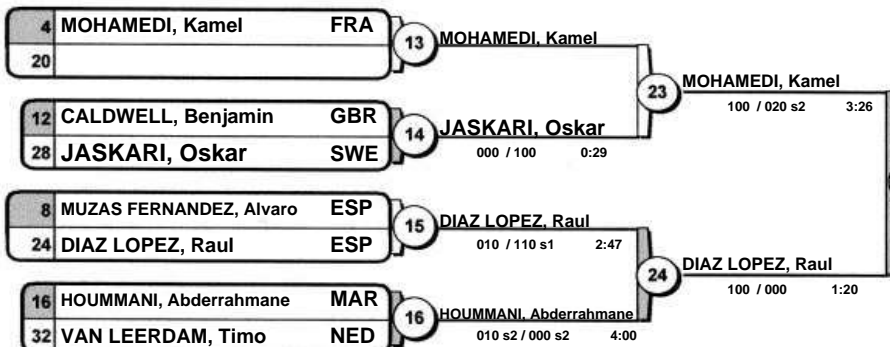 4 MOHAMEDI, Kamel FRA
20
13 MOHAMEDI, Kamel
12 CALDWELL, Benjamin GBR
28 JASKARI, Oskar SWE
14 JASKARI, Oskar
000 / 100 0:29
23 MOHAMEDI, Kamel
100 / 020 s2 3:26
8 MUZAS FERNANDEZ, Alvaro ESP
24 DIAZ LOPEZ, Raul ESP
15 DIAZ LOPEZ, Raul
010 / 110 s1 2:47
16 HOUMMANI, Abderrahmane MAR
32 VAN LEERDAM, Timo NED
16 HOUMMANI, Abderrahmane
010 s2 / 000 s2 4:00
24 DIAZ LOPEZ, Raul
100 / 000 1:20